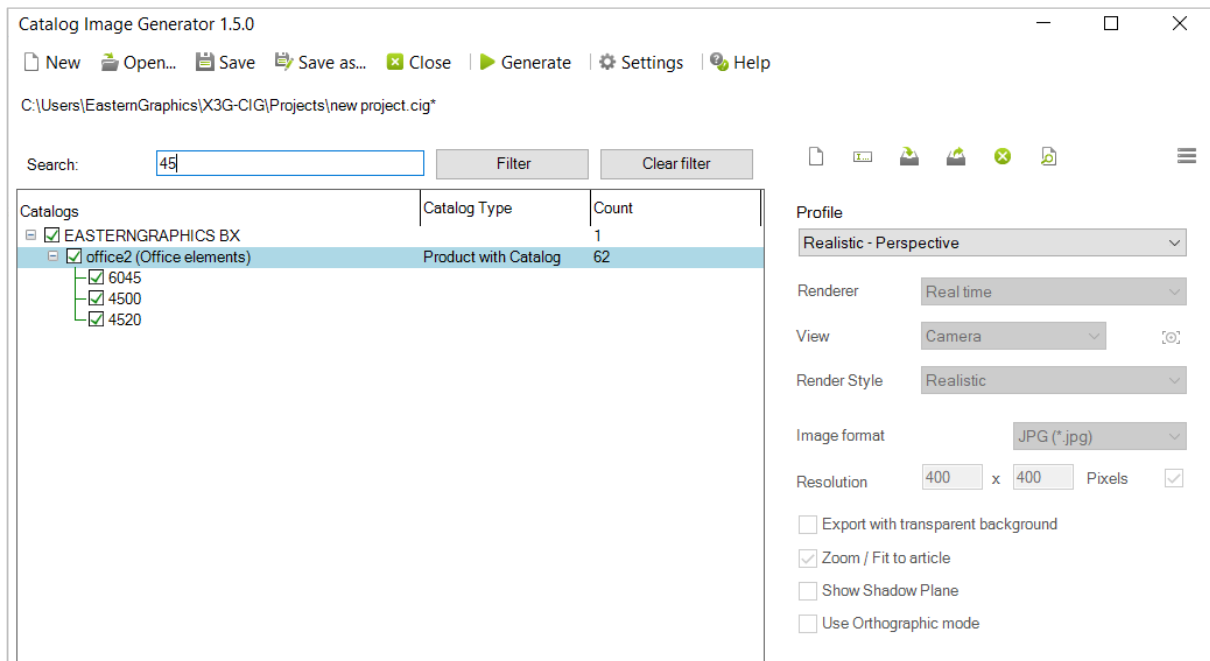 Catalog Image Generator 1.5.0
New Open... Save Save as... Close Generate Settings Help
C:\Users\EasternGraphics\X3G-CIG\Projects\new project.cig*
Search: 45 Filter Clear filter
Catalogs Catalog Type Count
EASTERNGRAPHICS BX 1
office2 (Office elements) Product with Catalog 62
6045
4500
4520
Profile
Realistic - Perspective
Renderer Real time
View Camera
Render Style Realistic
Image format JPG (*.jpg)
Resolution 400 x 400 Pixels
Export with transparent background
Zoom / Fit to article
Show Shadow Plane
Use Orthographic mode